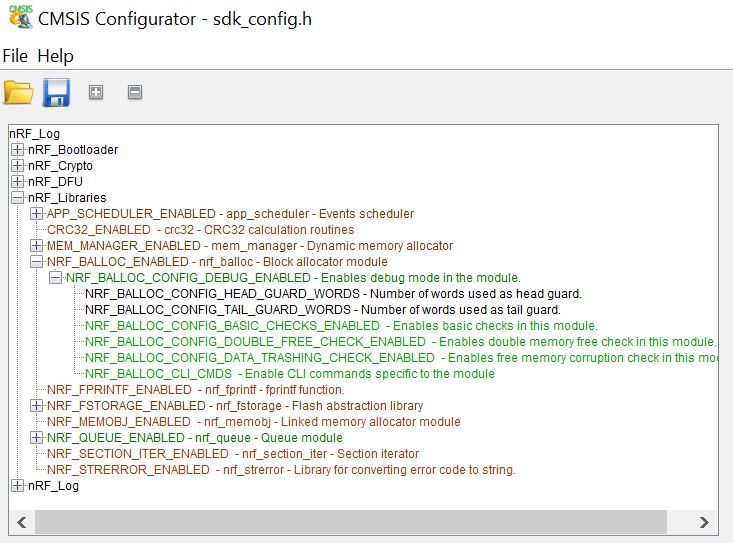 CMSIS
CMSIS Configurator - sdk_config.h
File Help
nRF_Log
nRF_Bootloader
nRF_Crypto
nRF_DFU
nRF_Libraries
APP_SCHEDULER_ENABLED - app_scheduler - Events scheduler
CRC32_ENABLED - crc32 - CRC32 calculation routines
MEM_MANAGER_ENABLED - mem_manager - Dynamic memory allocator
NRF_BALLOC_ENABLED - nrf_balloc - Block allocator module
NRF_BALLOC_CONFIG_DEBUG_ENABLED - Enables debug mode in the module.
NRF_BALLOC_CONFIG_HEAD_GUARD_WORDS - Number of words used as head guard.
NRF_BALLOC_CONFIG_TAIL_GUARD_WORDS - Number of words used as tail guard.
NRF_BALLOC_CONFIG_BASIC_CHECKS_ENABLED - Enables basic checks in this module.
NRF_BALLOC_CONFIG_DOUBLE_FREE_CHECK_ENABLED - Enables double memory free check in this module.
NRF_BALLOC_CONFIG_DATA_TRASHING_CHECK_ENABLED - Enables free memory corruption check in this mo
NRF_BALLOC_CLI_CMDS - Enable CLI commands specific to the module
NRF_FPRINTF_ENABLED - nrf_fprintf - fprintf function.
NRF_FSTORAGE_ENABLED - nrf_fstorage - Flash abstraction library
NRF_MEMOBJ_ENABLED - nrf_memobj - Linked memory allocator module
NRF_QUEUE_ENABLED - nrf_queue - Queue module
NRF_SECTION_ITER_ENABLED - nrf_section_iter - Section iterator
NRF_STRERROR_ENABLED - nrf_strerror - Library for converting error code to string.
nRF_Log